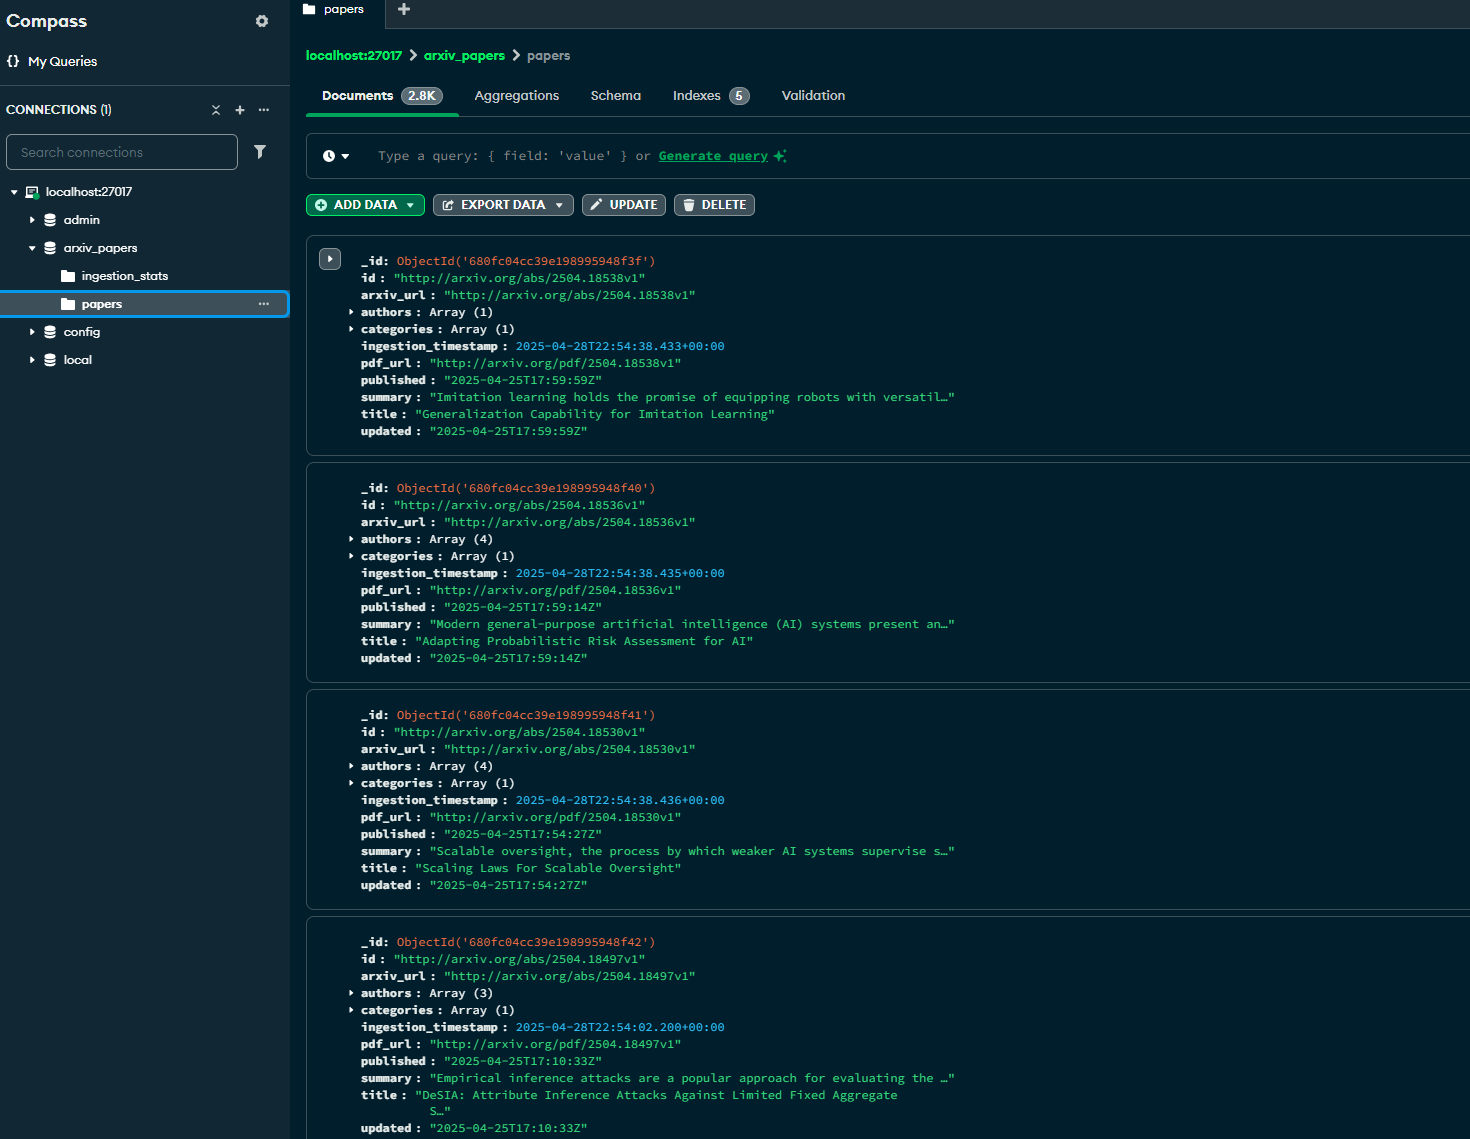 Compass
{} My Queries
CONNECTIONS (1)
Search connections
localhost:27017
admin
arxiv_papers
ingestion_stats
papers
config
local
papers
localhost:27017 > arxiv_papers > papers
Documents 2.8K Aggregations Schema Indexes 5 Validation
Type a query: { field: 'value' } or Generate query
ADD DATA EXPORT DATA UPDATE DELETE
_id: ObjectId('680fc04cc39e198995948f3f')
id : "http://arxiv.org/abs/2504.18538v1"
arxiv_url : "http://arxiv.org/abs/2504.18538v1"
authors : Array (1)
categories : Array (1)
ingestion_timestamp : 2025-04-28T22:54:38.433+00:00
pdf_url : "http://arxiv.org/pdf/2504.18538v1"
published : "2025-04-25T17:59:59Z"
summary : "Imitation learning holds the promise of equipping robots with versatil…"
title : "Generalization Capability for Imitation Learning"
updated : "2025-04-25T17:59:59Z"
_id: ObjectId('680fc04cc39e198995948f40')
id : "http://arxiv.org/abs/2504.18536v1"
arxiv_url : "http://arxiv.org/abs/2504.18536v1"
authors : Array (4)
categories : Array (1)
ingestion_timestamp : 2025-04-28T22:54:38.435+00:00
pdf_url : "http://arxiv.org/pdf/2504.18536v1"
published : "2025-04-25T17:59:14Z"
summary : "Modern general-purpose artificial intelligence (AI) systems present an…"
title : "Adapting Probabilistic Risk Assessment for AI"
updated : "2025-04-25T17:59:14Z"
_id: ObjectId('680fc04cc39e198995948f41')
id : "http://arxiv.org/abs/2504.18530v1"
arxiv_url : "http://arxiv.org/abs/2504.18530v1"
authors : Array (4)
categories : Array (1)
ingestion_timestamp : 2025-04-28T22:54:38.436+00:00
pdf_url : "http://arxiv.org/pdf/2504.18530v1"
published : "2025-04-25T17:54:27Z"
summary : "Scalable oversight, the process by which weaker AI systems supervise s…"
title : "Scaling Laws For Scalable Oversight"
updated : "2025-04-25T17:54:27Z"
_id: ObjectId('680fc04cc39e198995948f42')
id : "http://arxiv.org/abs/2504.18497v1"
arxiv_url : "http://arxiv.org/abs/2504.18497v1"
authors : Array (3)
categories : Array (1)
ingestion_timestamp : 2025-04-28T22:54:02.200+00:00
pdf_url : "http://arxiv.org/pdf/2504.18497v1"
published : "2025-04-25T17:10:33Z"
summary : "Empirical inference attacks are a popular approach for evaluating the …"
title : "DeSIA: Attribute Inference Attacks Against Limited Fixed Aggregate
S…"
updated : "2025-04-25T17:10:33Z"